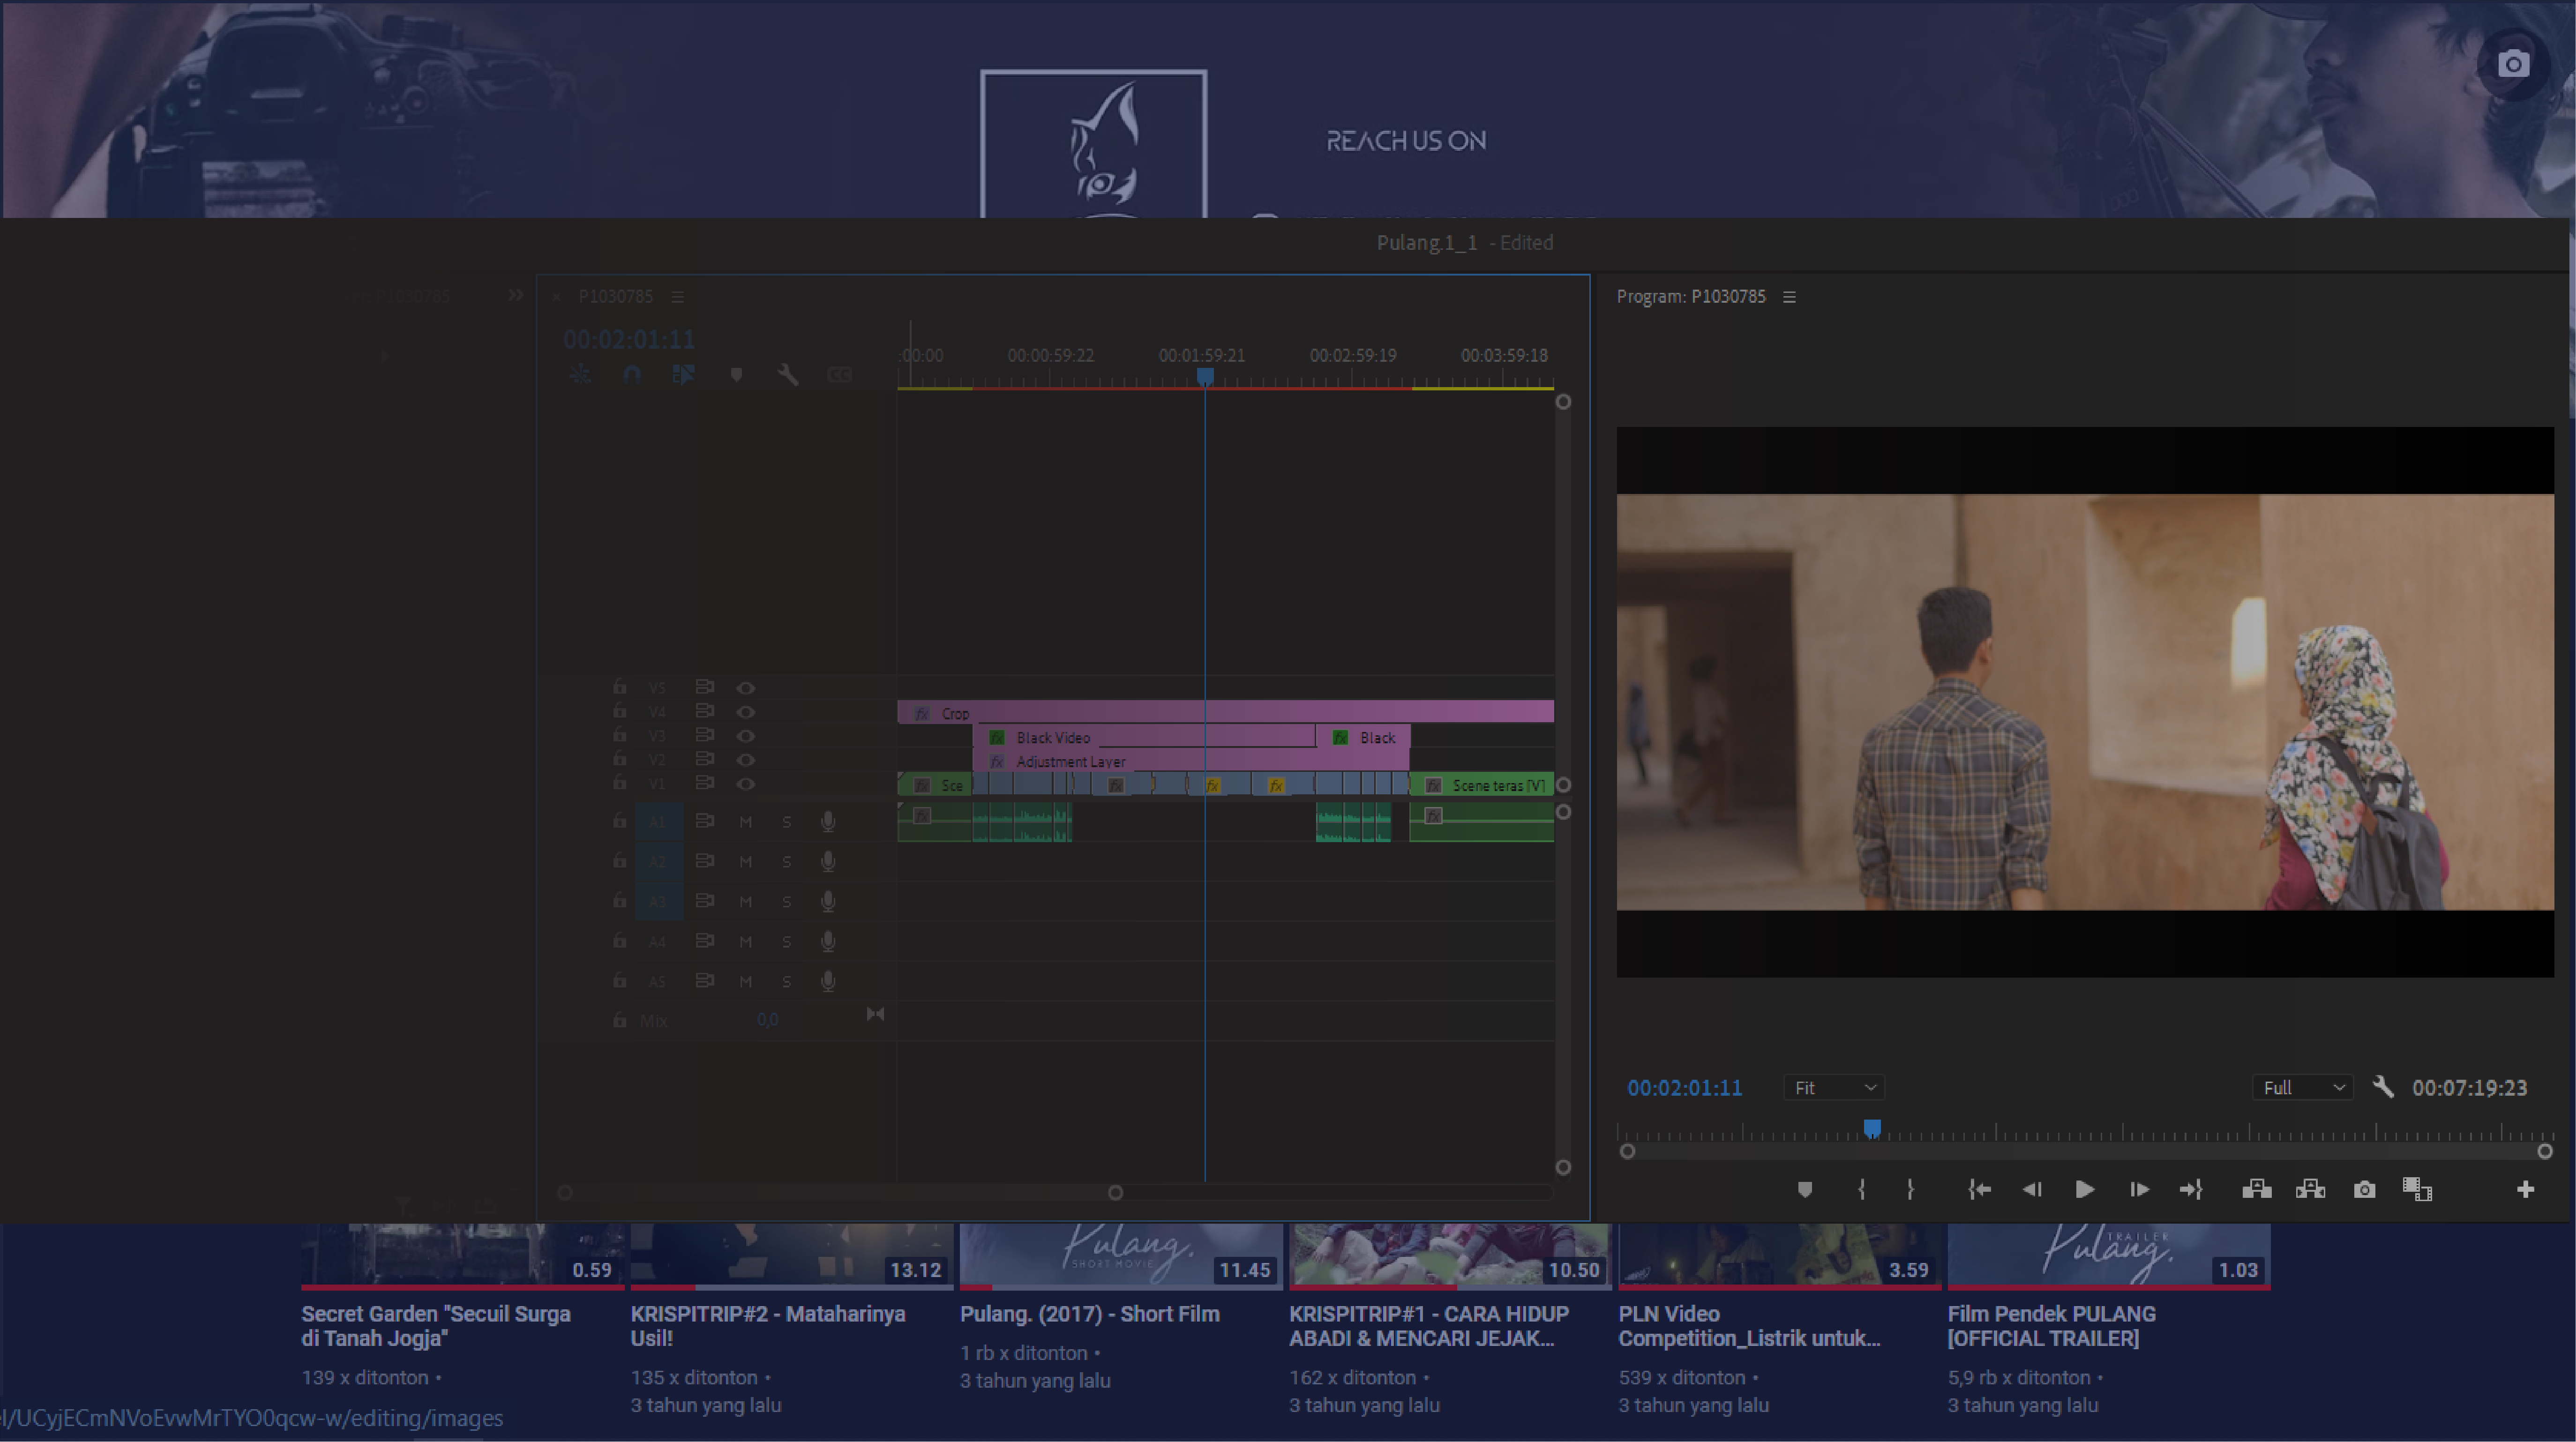 REACH US ON
Pulang.1_1 - Edited
P1030785
Program: P1030785
00:02:01:11
:00:00
00:00:59:22
00:01:59:21
00:02:59:19
00:03:59:18
CC
V5
V4
Crop
V3
Black Video
Black
V2
Adjustment Layer
V1
Sce
Scene teras [V]
A1 M S
A2 M S
A3 M S
A4 M S
A5 M S
Mix 0,0
00:02:01:11
Fit
Full
00:07:19:23
0.59
13.12
Pulang.
SHORT MOVIE
11.45
10.50
3.59
TRAILER
Pulang.
1.03
Secret Garden "Secuil Surga
di Tanah Jogja"
139 x ditonton •
KRISPITRIP#2 - Mataharinya
Usil!
135 x ditonton •
3 tahun yang lalu
Pulang. (2017) - Short Film
1 rb x ditonton •
3 tahun yang lalu
KRISPITRIP#1 - CARA HIDUP
ABADI & MENCARI JEJAK...
162 x ditonton •
3 tahun yang lalu
PLN Video
Competition_Listrik untuk...
539 x ditonton •
3 tahun yang lalu
Film Pendek PULANG
[OFFICIAL TRAILER]
5,9 rb x ditonton •
3 tahun yang lalu
el/UCyjECmNVoEvwMrTYO0qcw-w/editing/images